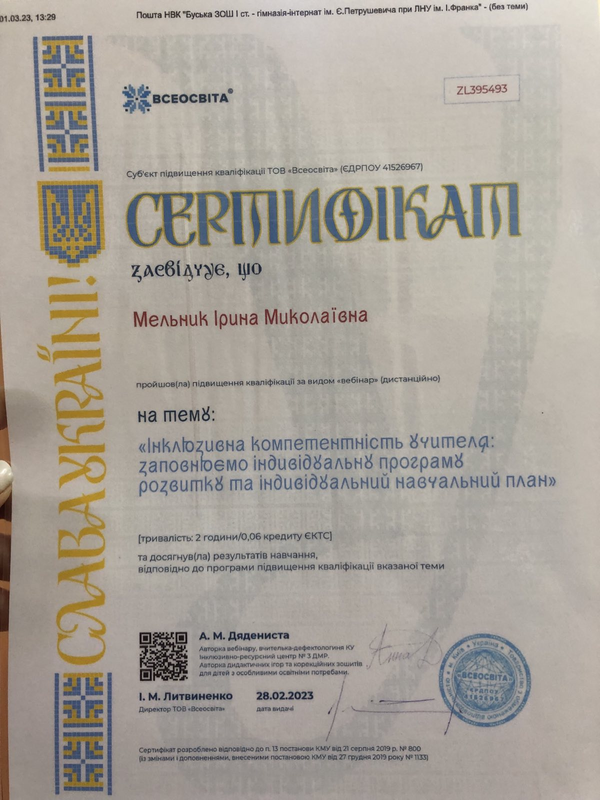 01.03.23, 13:29
Пошта НВК "Буська ЗОШ І ст. - гімназія-інтернат ім. Є.Петрушевича при ЛНУ ім. І.Франка" - (без теми)
ВСЕОСВІТА®
ZL395493
Суб'єкт підвищення кваліфікації ТОВ «Всеосвіта» (ЄДРПОУ 41526967)
СЕРТИФІКАТ
засвідчує, що
Мельник Ірина Миколаївна
пройшов(ла) підвищення кваліфікації за видом «вебінар» (дистанційно)
на тему:
«Інклюзивна компетентність учителя:
заповнюємо індивідуальну програму
розвитку та індивідуальний навчальний план»
[тривалість: 2 години/0,06 кредиту ЄКТС]
та досягнув(ла) результатів навчання,
відповідно до програми підвищення кваліфікації вказаної теми
СЛАВА УКРАЇНІ!
А. М. Дядениста
Авторка вебінару, вчителька-дефектологиня КУ
Інклюзивно-ресурсний центр № 3 ДМР.
Авторка дидактичних ігор та корекційних зошитів
для дітей з особливими освітніми потребами.
І. М. Литвиненко
28.02.2023
Директор ТОВ «Всеосвіта»
дата видачі
ВСЕОСВІТА
41526967
Сертифікат розроблено відповідно до п. 13 постанови КМУ від 21 серпня 2019 р. № 800
(із змінами і доповненнями, внесеними постановою КМУ від 27 грудня 2019 року № 1133)